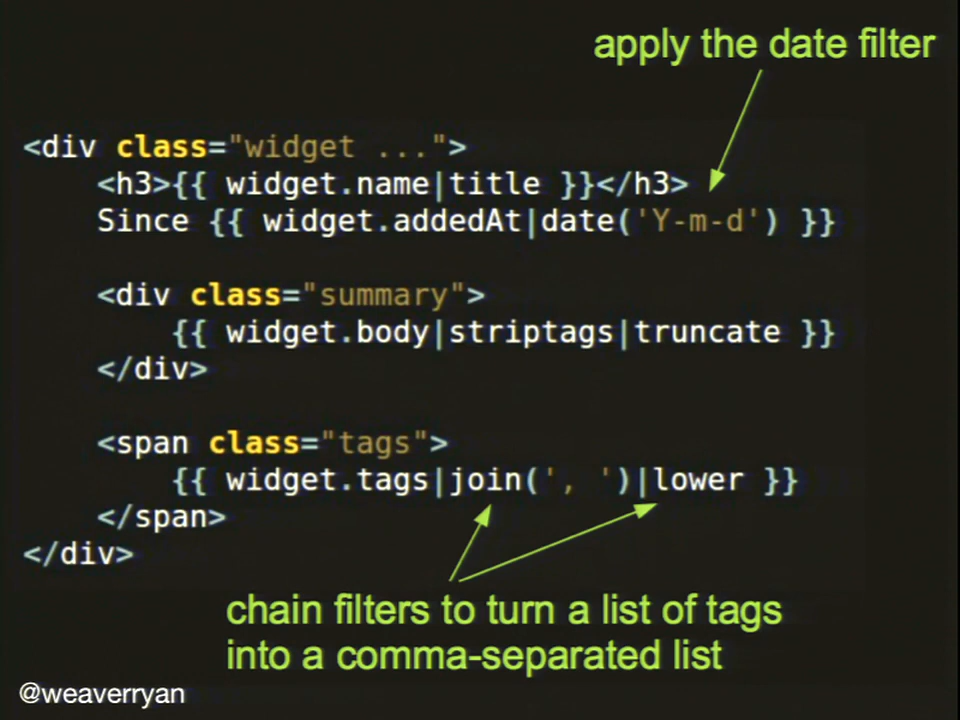 apply the date filter
<div class="widget ...">
    <h3>{{ widget.name|title }}</h3>
    Since {{ widget.addedAt|date('Y-m-d') }}
    <div class="summary">
        {{ widget.body|striptags|truncate }}
    </div>
    <span class="tags">
        {{ widget.tags|join(', ')|lower }}
    </span>
</div>
chain filters to turn a list of tags
into a comma-separated list
@weaverryan